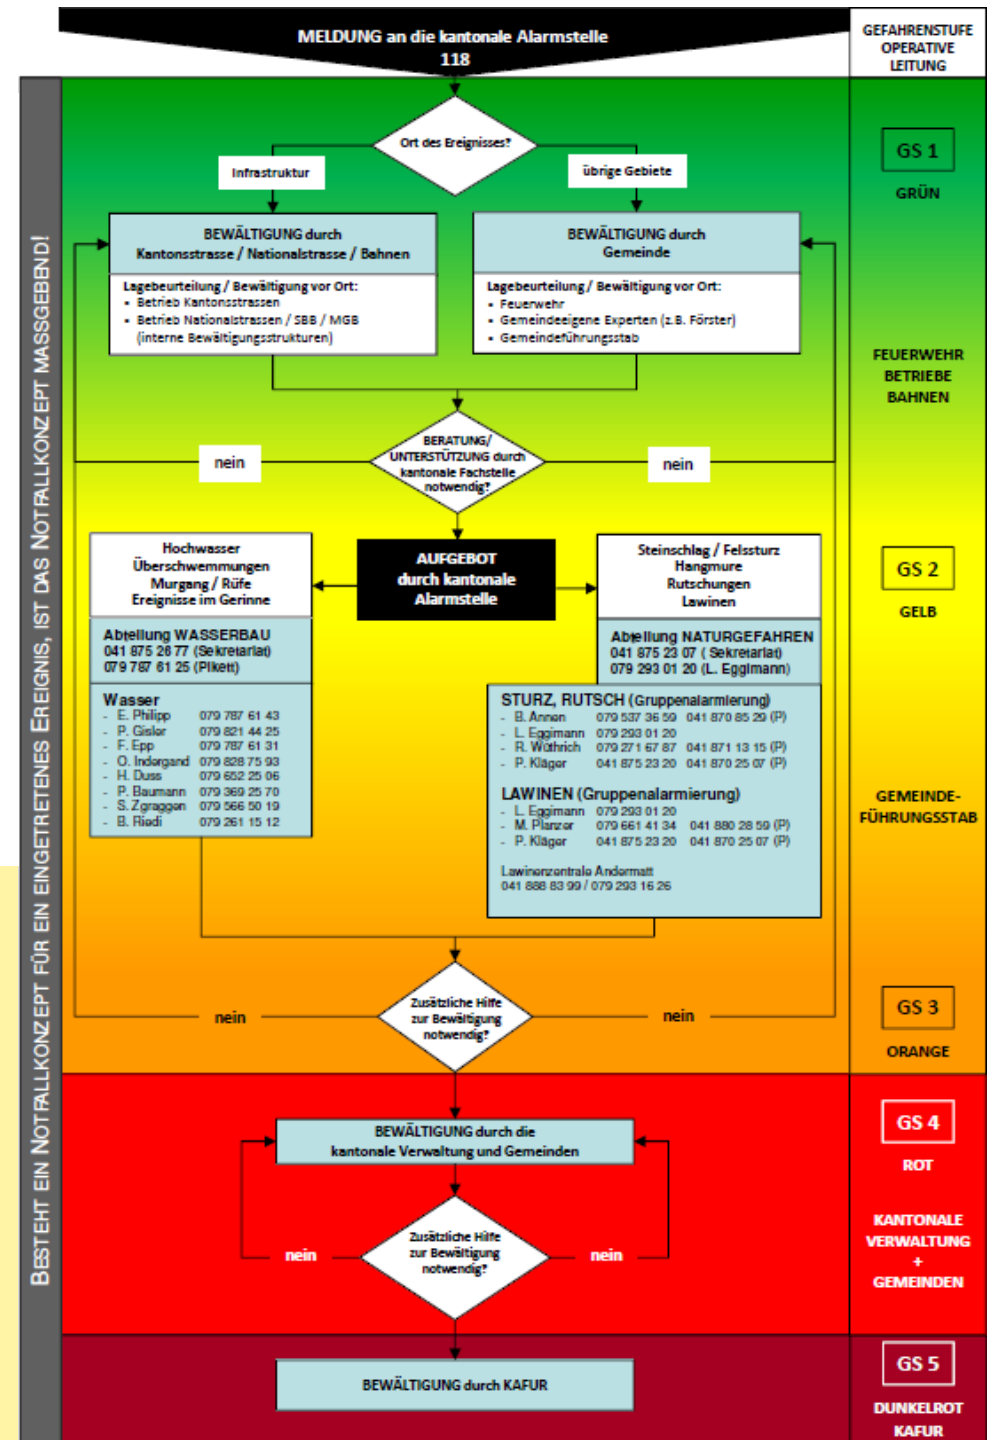 MELDUNG an die kantonale Alarmstelle
118
GEFAHRENSTUFE
OPERATIVE
LEITUNG
BESTEHT EIN NOTFALLKONZEPT FÜR EIN EINGETRETENES EREIGNIS, IST DAS NOTFALLKONZEPT MASSGEBEND!
Ort des Ereignisses?
Infrastruktur
übrige Gebiete
GS 1
GRÜN
BEWÄLTIGUNG durch
Kantonsstrasse / Nationalstrasse / Bahnen
Lagebeurteilung / Bewältigung vor Ort:
▪ Betrieb Kantonsstrassen
▪ Betrieb Nationalstrassen / SBB / MGB
(interne Bewältigungsstrukturen)
BEWÄLTIGUNG durch
Gemeinde
Lagebeurteilung / Bewältigung vor Ort:
▪ Feuerwehr
▪ Gemeindeeigene Experten (z.B. Förster)
▪ Gemeindeführungsstab
FEUERWEHR
BETRIEBE
BAHNEN
BERATUNG/
UNTERSTÜTZUNG durch
kantonale Fachstelle
notwendig?
nein
nein
AUFGEBOT
durch kantonale
Alarmstelle
Hochwasser
Überschwemmungen
Murgang / Rüfe
Ereignisse im Gerinne
Abteilung WASSERBAU
041 875 26 77 (Sekretariat)
079 787 61 25 (Pikett)
Wasser
- E. Philipp 079 787 61 43
- P. Gisler 079 821 44 25
- F. Epp 079 787 61 31
- O. Indergand 079 828 75 93
- H. Duss 079 652 25 06
- P. Baumann 079 369 25 70
- S. Zgraggen 079 566 50 19
- B. Riedi 079 261 15 12
Steinschlag / Felssturz
Hangmure
Rutschungen
Lawinen
Abteilung NATURGEFAHREN
041 875 23 07 ( Sekretariat)
079 293 01 20 (L. Eggimann)
STURZ, RUTSCH (Gruppenalarmierung)
- B. Annen 079 537 36 59 041 870 85 29 (P)
- L. Eggimann 079 293 01 20
- R. Wüthrich 079 271 67 87 041 871 13 15 (P)
- P. Kläger 041 875 23 20 041 870 25 07 (P)
LAWINEN (Gruppenalarmierung)
- L. Eggimann 079 293 01 20
- M. Planzer 079 661 41 34 041 880 28 59 (P)
- P. Kläger 041 875 23 20 041 870 25 07 (P)
Lawinenzentrale Andermatt
041 888 83 99 / 079 293 16 26
GS 2
GELB
GEMEINDE-
FÜHRUNGSSTAB
Zusätzliche Hilfe
zur Bewältigung
notwendig?
nein
nein
GS 3
ORANGE
BEWÄLTIGUNG durch die
kantonale Verwaltung und Gemeinden
Zusätzliche Hilfe
zur Bewältigung
notwendig?
nein
nein
GS 4
ROT
KANTONALE
VERWALTUNG
+
GEMEINDEN
BEWÄLTIGUNG durch KAFUR
GS 5
DUNKELROT
KAFUR